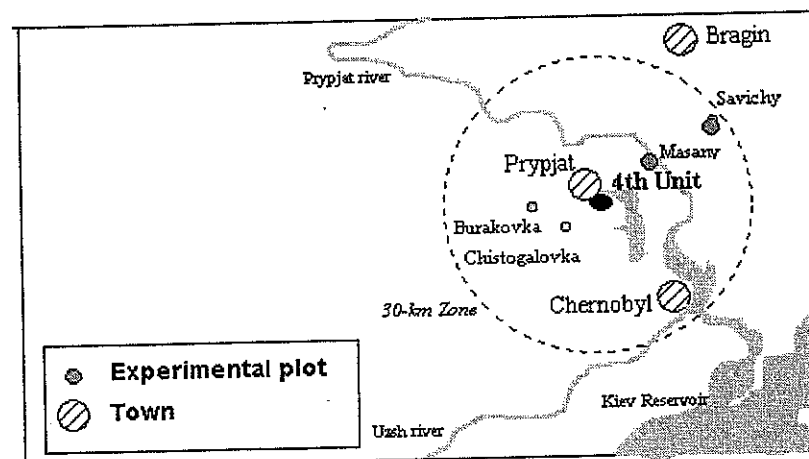 Bragin
Prypjat river
Savichy
Masany
Prypjat
4th Unit
Burakovka
Chistogalovka
Chernobyl
30-km Zone
Experimental plot
Town
Kiev Reservoir
Uzsh river